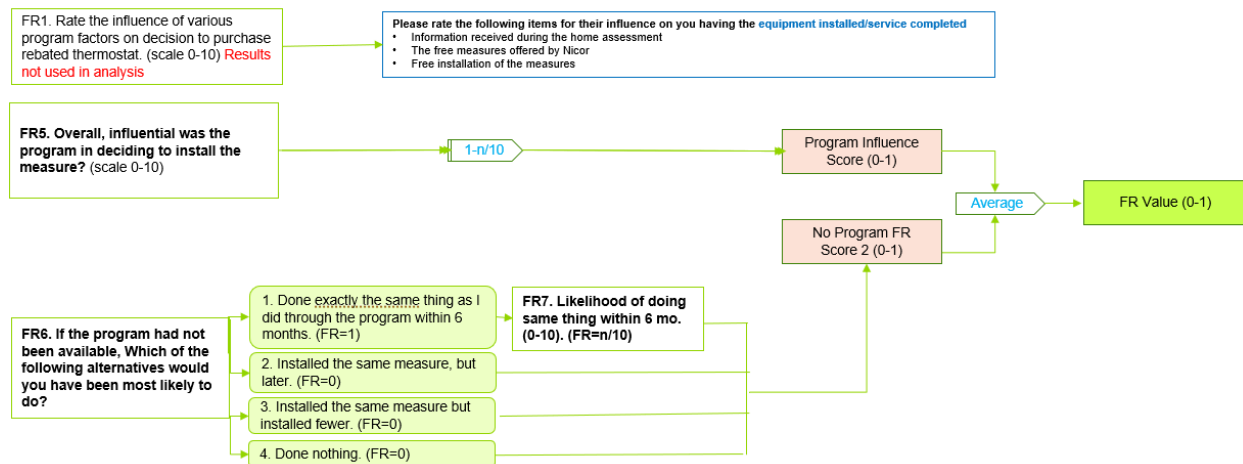 FR1. Rate the influence of various
program factors on decision to purchase
rebated thermostat. (scale 0-10) Results
not used in analysis
Please rate the following items for their influence on you having the equipment installed/service completed
• Information received during the home assessment
• The free measures offered by Nicor
• Free installation of the measures
FR5. Overall, influential was the
program in deciding to install the
measure? (scale 0-10)
1-n/10
Program Influence
Score (0-1)
Average
FR Value (0-1)
No Program FR
Score 2 (0-1)
FR6. If the program had not
been available, Which of the
following alternatives would
you have been most likely to
do?
1. Done exactly the same thing as I
did through the program within 6
months. (FR=1)
FR7. Likelihood of doing
same thing within 6 mo.
(0-10). (FR=n/10)
2. Installed the same measure, but
later. (FR=0)
3. Installed the same measure but
installed fewer. (FR=0)
4. Done nothing. (FR=0)